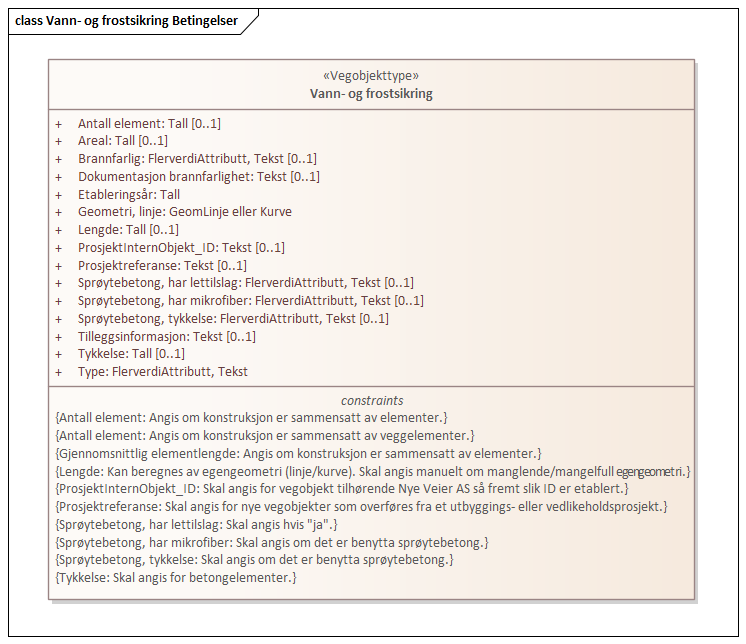 class Vann- og frostsikring Betingelser
«Vegobjekttype»
Vann- og frostsikring
+ Antall element: Tall [0..1]
+ Areal: Tall [0..1]
+ Brannfarlig: FlerverdiAttributt, Tekst [0..1]
+ Dokumentasjon brannfarlighet: Tekst [0..1]
+ Etableringsår: Tall
+ Geometri, linje: GeomLinje eller Kurve
+ Lengde: Tall [0..1]
+ ProsjektInternObjekt_ID: Tekst [0..1]
+ Prosjektreferanse: Tekst [0..1]
+ Sprøytebetong, har lettilslag: FlerverdiAttributt, Tekst [0..1]
+ Sprøytebetong, har mikrofiber: FlerverdiAttributt, Tekst [0..1]
+ Sprøytebetong, tykkelse: FlerverdiAttributt, Tekst [0..1]
+ Tilleggsinformasjon: Tekst [0..1]
+ Tykkelse: Tall [0..1]
+ Type: FlerverdiAttributt, Tekst
constraints
{Antall element: Angis om konstruksjon er sammensatt av elementer.}
{Antall element: Angis om konstruksjon er sammensatt av veggelementer.}
{Gjennomsnittlig elementlengde: Angis om konstruksjon er sammensatt av elementer.}
{Lengde: Kan beregnes av egengeometri (linje/kurve). Skal angis manuelt om manglende/mangelfull egengeometri.}
{ProsjektInternObjekt_ID: Skal angis for vegobjekt tilhørende Nye Veier AS så fremt slik ID er etablert.}
{Prosjektreferanse: Skal angis for nye vegobjekter som overføres fra et utbyggings- eller vedlikeholdsprosjekt.}
{Sprøytebetong, har lettilslag: Skal angis hvis "ja".}
{Sprøytebetong, har mikrofiber: Skal angis om det er benytta sprøytebetong.}
{Sprøytebetong, tykkelse: Skal angis om det er benytta sprøytebetong.}
{Tykkelse: Skal angis for betongelementer.}